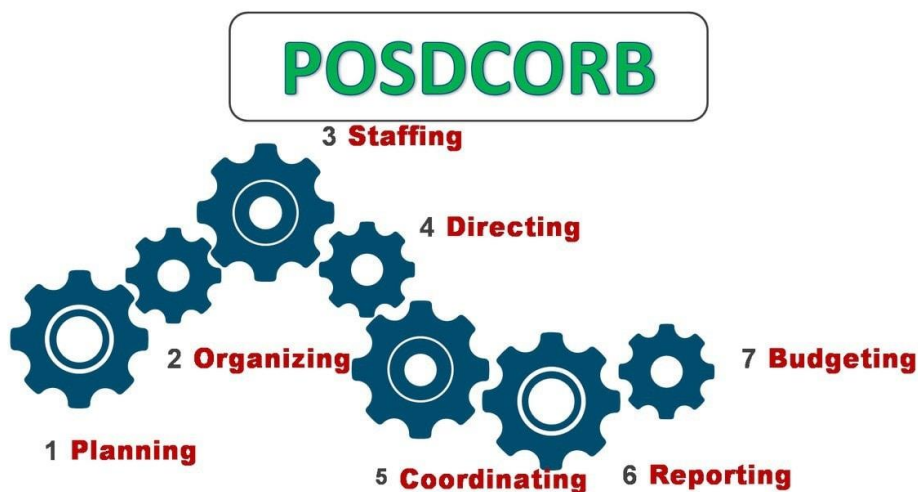 POSDCORB
3 Staffing
4 Directing
2 Organizing
7 Budgeting
1 Planning
5 Coordinating
6 Reporting